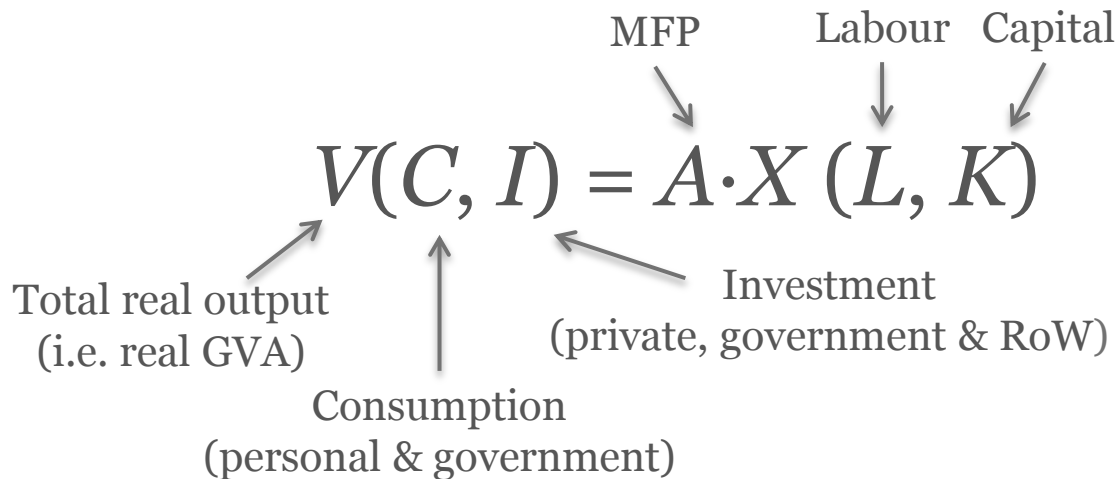 MFP Labour Capital
V(C, I) = A·X (L, K)
Total real output
(i.e. real GVA)
Investment
(private, government & RoW)
Consumption
(personal & government)